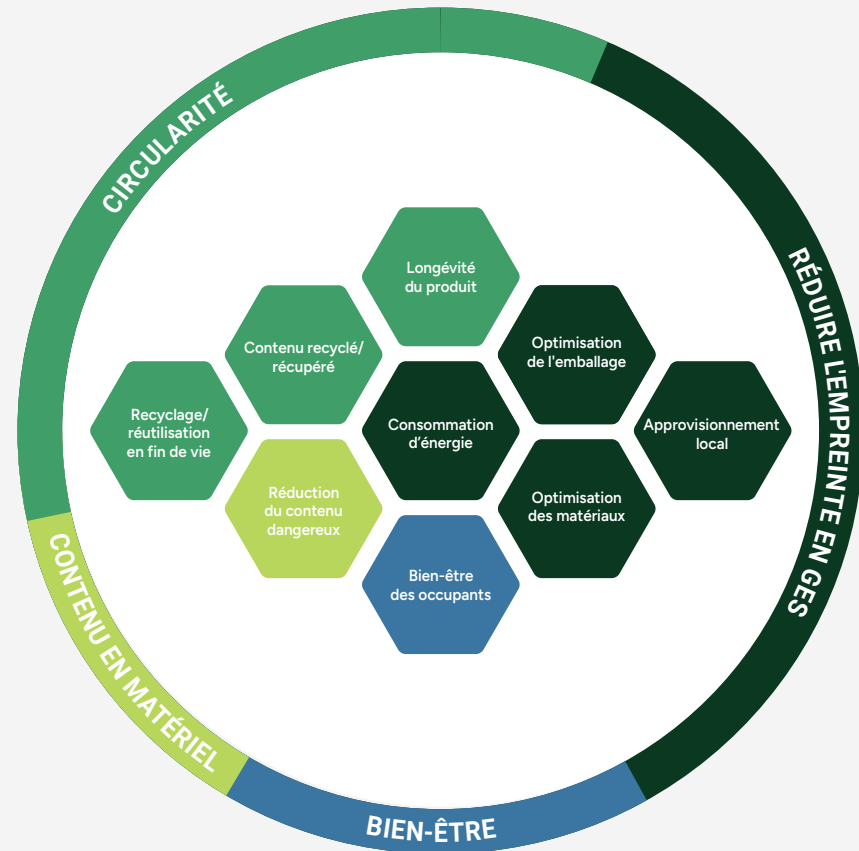 CIRCULARITÉ
RÉDUIRE L'EMPREINTE EN GES
Longévité
du produit
Contenu recyclé/
récupéré
Optimisation
de l'emballage
Recyclage/
réutilisation
en fin de vie
Consommation
d’énergie
Approvisionnement
local
Réduction
du contenu
dangereux
Optimisation
des matériaux
Bien-être
des occupants
CONTENU EN MATÉRIEL
BIEN-ÊTRE